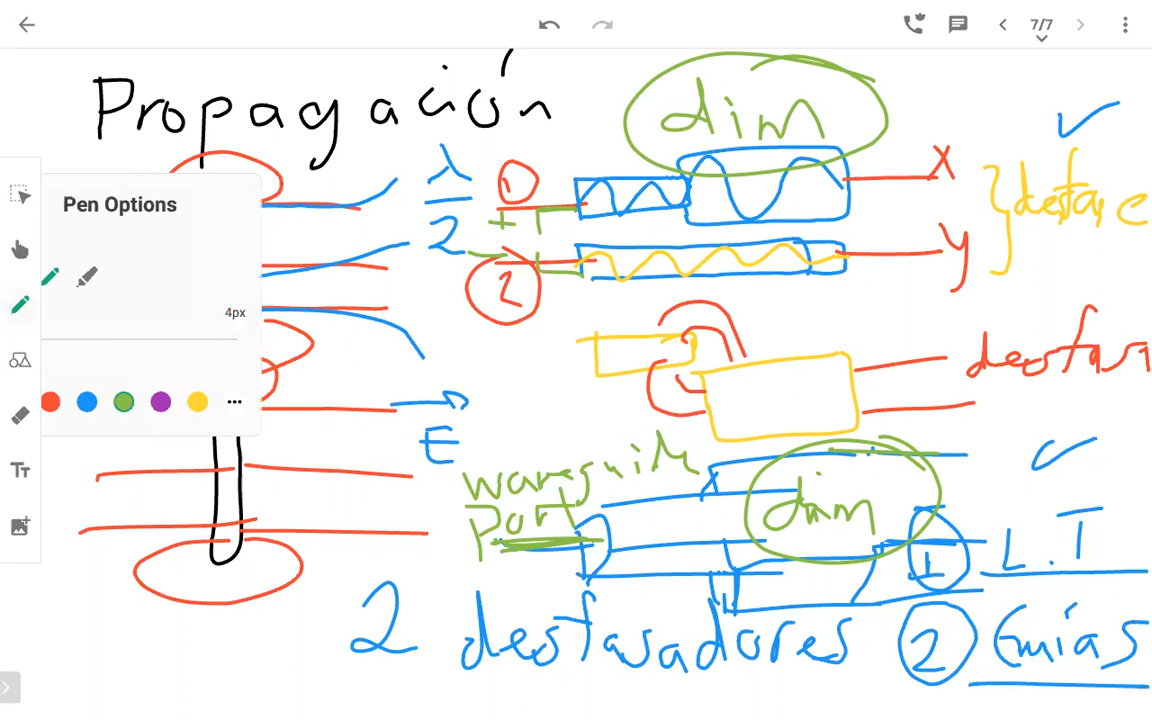 7/7
Propagación
dim
Pen Options
λ/2
1
x
desfase
+
2
y
4px
E
waveguide
Port
dim
1 L.T
2 desfasadores
2 Guías
Tт